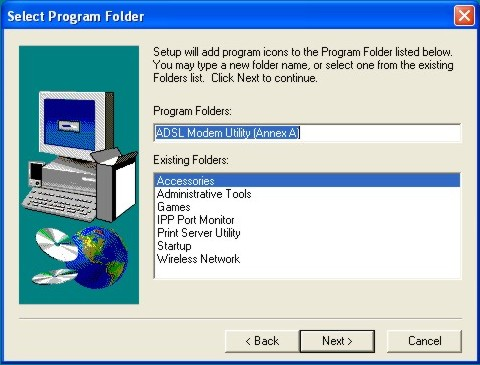 Select Program Folder
Setup will add program icons to the Program Folder listed below.
You may type a new folder name, or select one from the existing
Folders list. Click Next to continue.
Program Folders:
ADSL Modem Utility (Annex A)
Existing Folders:
Accessories
Administrative Tools
Games
IPP Port Monitor
Print Server Utility
Startup
Wireless Network
< Back
Next >
Cancel